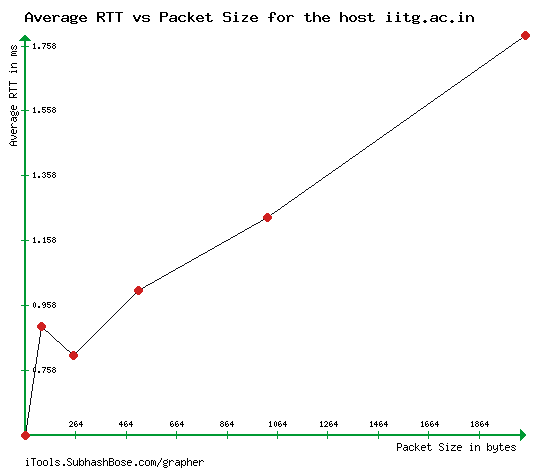 Average RTT vs Packet Size for the host iitg.ac.in
Average RTT in ms
1.758
1.558
1.358
1.158
0.958
0.758
264 464 664 864 1064 1264 1464 1664 1864
Packet Size in bytes
iTools.SubhashBose.com/grapher